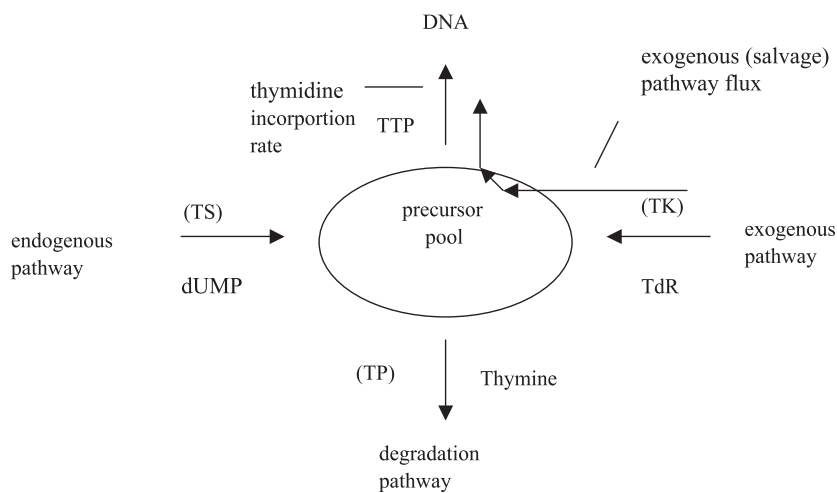 DNA
exogenous (salvage)
pathway flux
thymidine
incorportion
rate
TTP
(TS)
precursor
pool
(TK)
endogenous
pathway
exogenous
pathway
dUMP
TdR
(TP)
Thymine
degradation
pathway